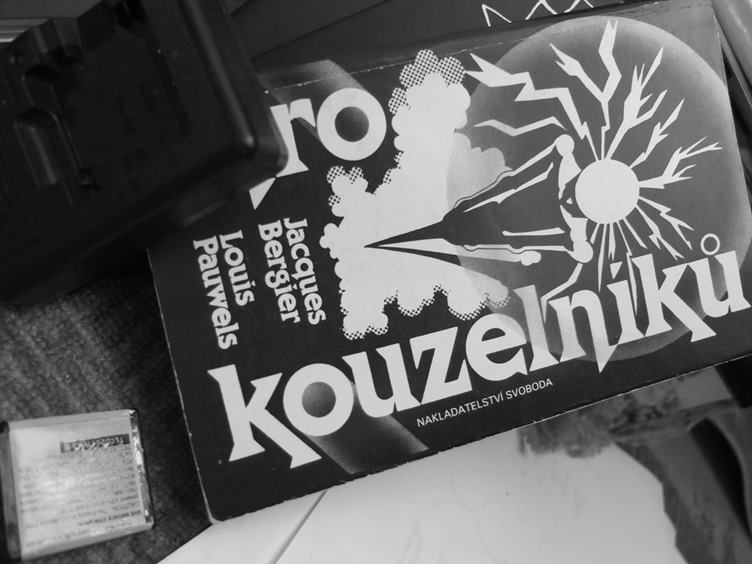 ro
Jacques
Bergier
Louis
Pauwels
kouzelníků
NAKLADATELSTVÍ SVOBODA